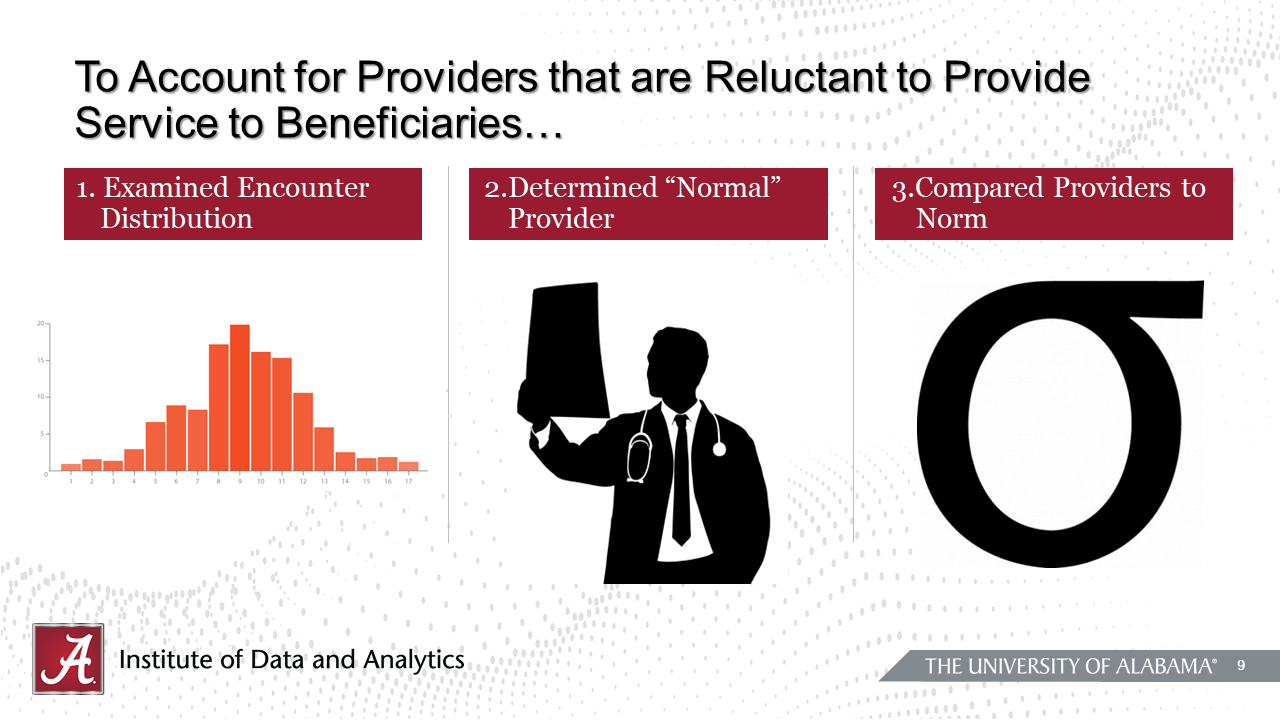 To Account for Providers that are Reluctant to Provide
Service to Beneficiaries…
1. Examined Encounter
Distribution
2.Determined “Normal”
Provider
3.Compared Providers to
Norm
20
15
10
5
0
1 2 3 4 5 6 7 8 9 10 11 12 13 14 15 16 17
σ
A
Institute of Data and Analytics
THE UNIVERSITY OF ALABAMA® 9